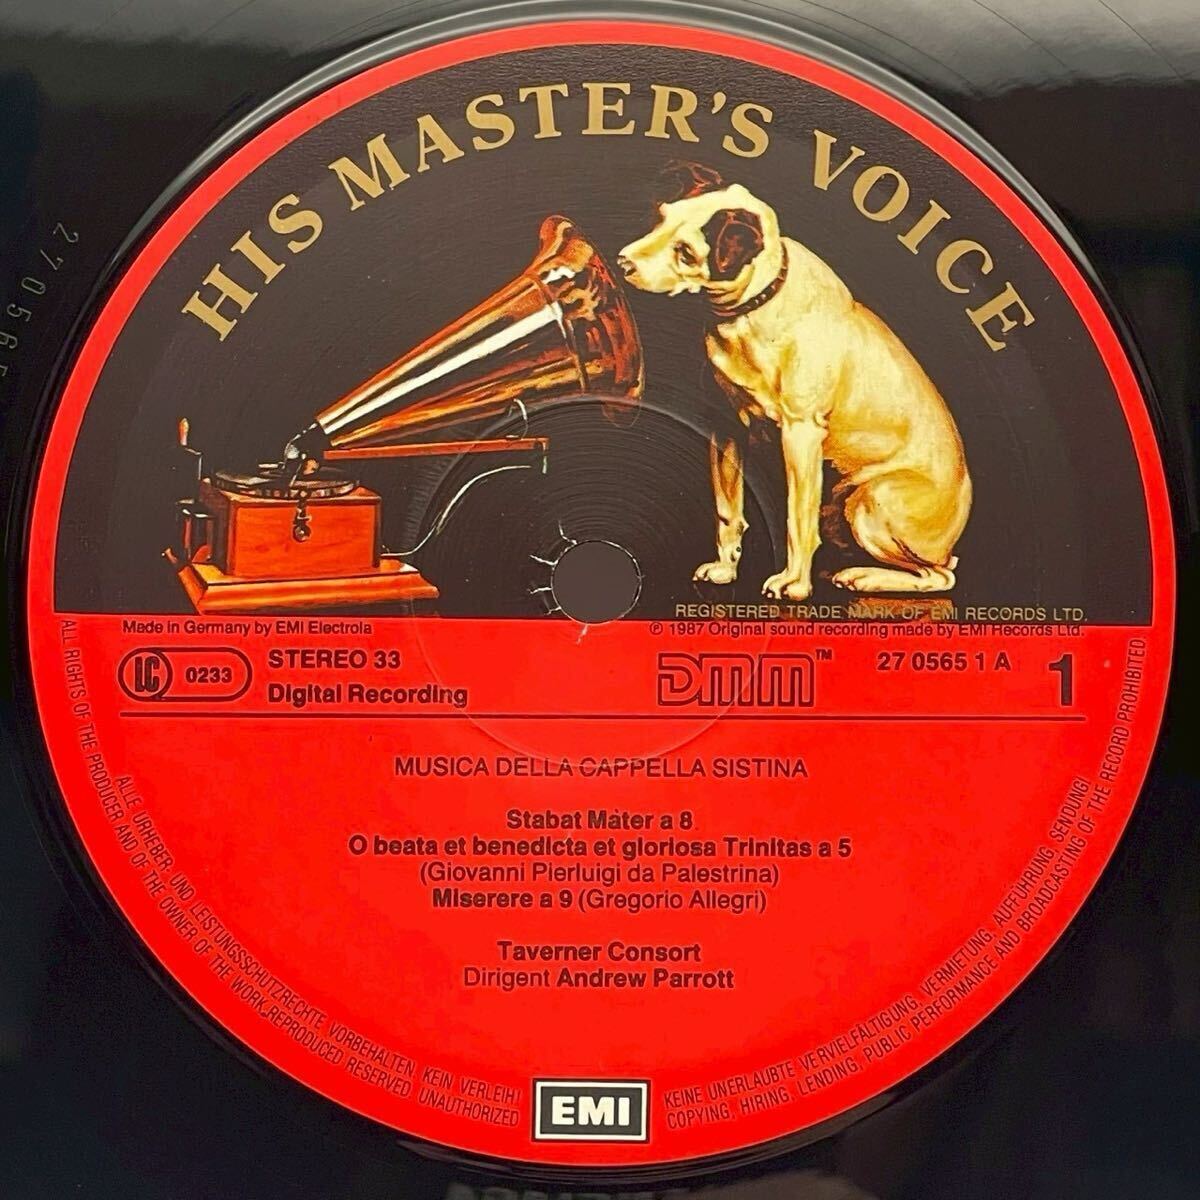 HIS MASTER'S VOICE
REGISTERED TRADE MARK OF EMI RECORDS LTD.
Made in Germany by EMI Electrola
℗ 1987 Original sound recording made by EMI Records Ltd.
LC 0233
STEREO 33
Digital Recording
DMM™
27 0565 1 A
1
MUSICA DELLA CAPPELLA SISTINA
Stabat Mater a 8
O beata et benedicta et gloriosa Trinitas a 5
(Giovanni Pierluigi da Palestrina)
Miserere a 9 (Gregorio Allegri)
Taverner Consort
Dirigent Andrew Parrott
ALLE URHEBER- UND LEISTUNGSSCHUTZRECHTE VORBEHALTEN. KEIN VERLEIH! KEINE UNERLAUBTE VERVIELFÄLTIGUNG, VERMIETUNG, AUFFÜHRUNG, SENDUNG!
ALL RIGHTS OF THE PRODUCER AND OF THE OWNER OF THE WORK REPRODUCED RESERVED. UNAUTHORIZED COPYING, HIRING, LENDING, PUBLIC PERFORMANCE AND BROADCASTING OF THE RECORD PROHIBITED.
EMI